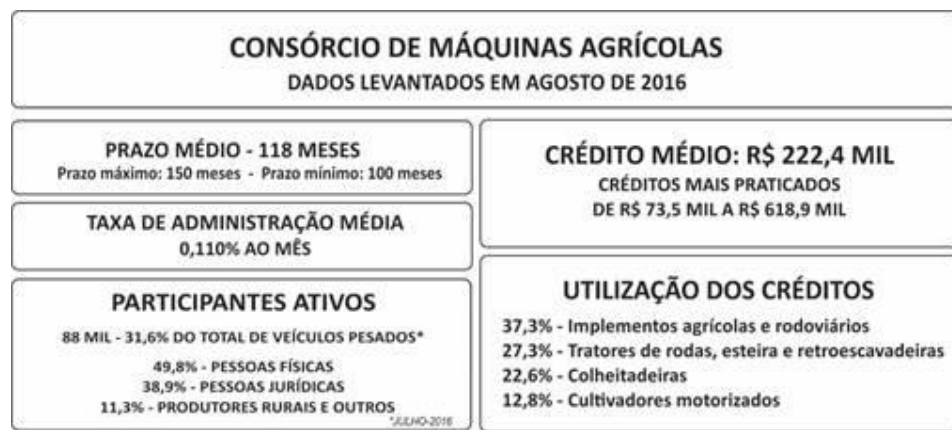 CONSÓRCIO DE MÁQUINAS AGRÍCOLAS
DADOS LEVANTADOS EM AGOSTO DE 2016
PRAZO MÉDIO - 118 MESES
Prazo máximo: 150 meses - Prazo mínimo: 100 meses
TAXA DE ADMINISTRAÇÃO MÉDIA
0,110% AO MÊS
PARTICIPANTES ATIVOS
88 MIL - 31,6% DO TOTAL DE VEÍCULOS PESADOS*
49,8% - PESSOAS FÍSICAS
38,9% - PESSOAS JURÍDICAS
11,3% - PRODUTORES RURAIS E OUTROS
*JULHO-2016
CRÉDITO MÉDIO: R$ 222,4 MIL
CRÉDITOS MAIS PRATICADOS
DE R$ 73,5 MIL A R$ 618,9 MIL
UTILIZAÇÃO DOS CRÉDITOS
37,3% - Implementos agrícolas e rodoviários
27,3% - Tratores de rodas, esteira e retroescavadeiras
22,6% - Colheitadeiras
12,8% - Cultivadores motorizados